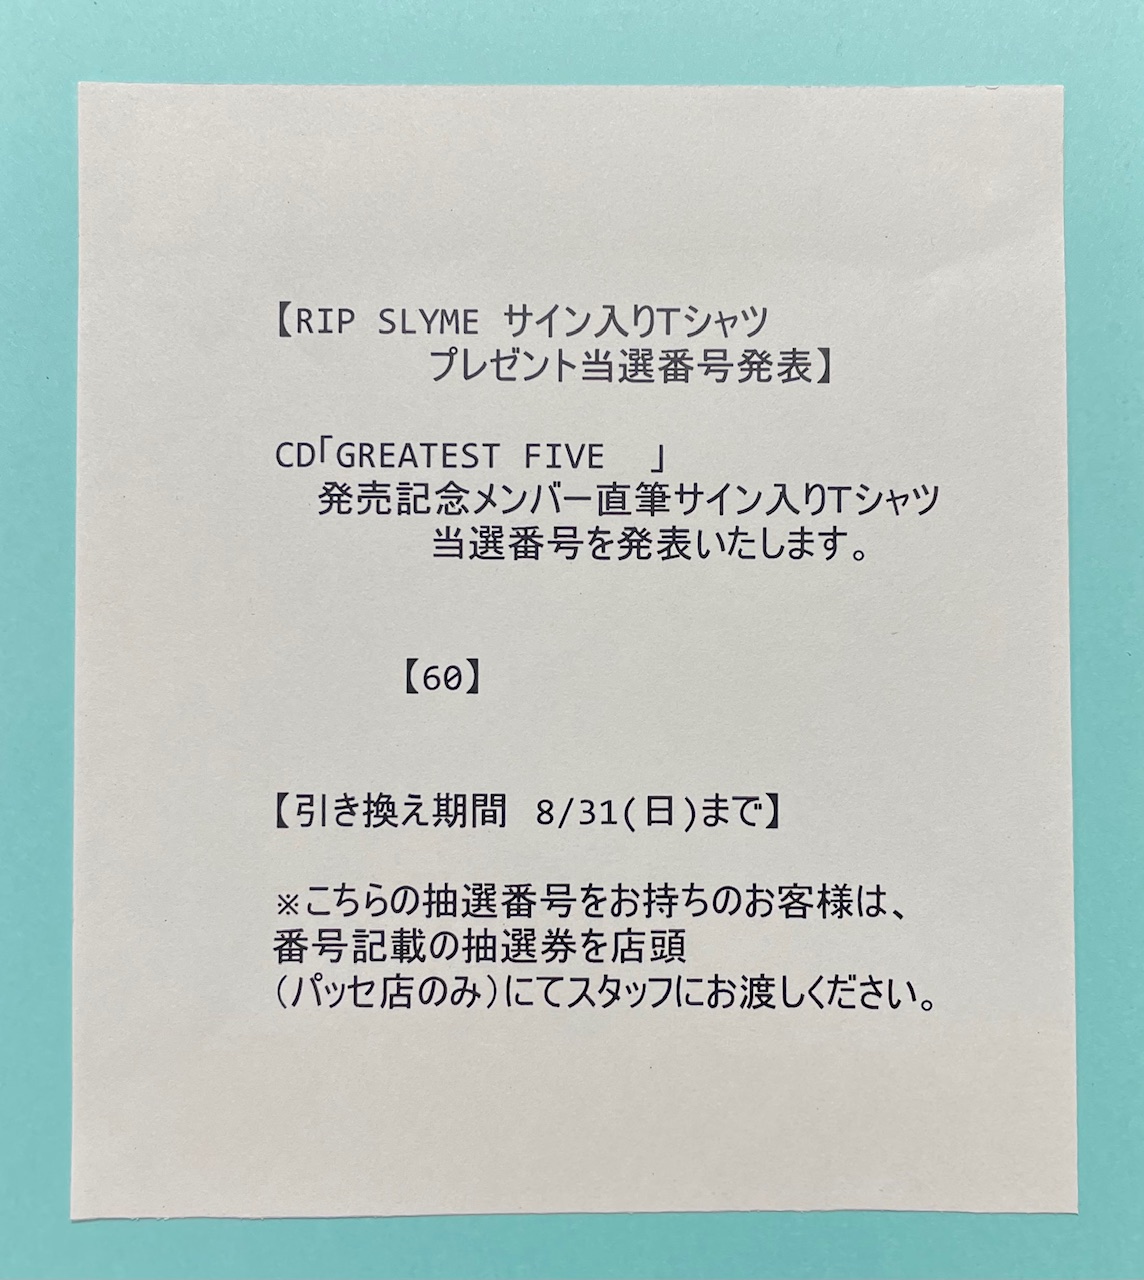 【RIP SLYME サイン入りTシャツ
プレゼント当選番号発表】
CD「GREATEST FIVE　」
発売記念メンバー直筆サイン入りTシャツ
当選番号を発表いたします。
【60】
【引き換え期間 8/31(日)まで】
※こちらの抽選番号をお持ちのお客様は、
番号記載の抽選券を店頭
(パッセ店のみ)にてスタッフにお渡しください。